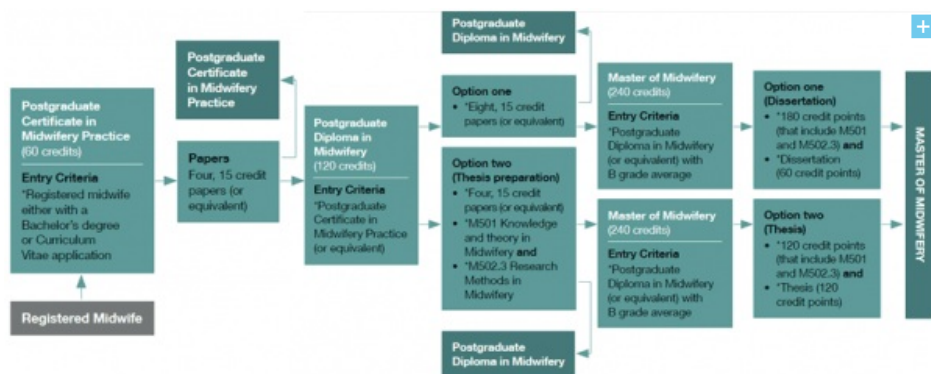 Postgraduate
Certificate in
Midwifery Practice
(60 credits)
Entry Criteria
*Registered midwife
either with a
Bachelor's degree
or Curriculum
Vitae application
Registered Midwife
Postgraduate
Certificate
in Midwifery
Practice
Papers
Four, 15 credit
papers (or
equivalent)
Postgraduate
Diploma in
Midwifery
(120 credits)
Entry Criteria
*Postgraduate
Certificate in
Midwifery Practice
(or equivalent)
Postgraduate
Diploma in Midwifery
Option one
• *Eight, 15 credit
papers (or equivalent)
Option two
(Thesis preparation)
• *Four, 15 credit
papers (or equivalent)
• *M501 Knowledge
and theory in
Midwifery and
• *M502.3 Research
Methods in
Midwifery
Postgraduate
Diploma in Midwifery
Master of Midwifery
(240 credits)
Entry Criteria
*Postgraduate
Diploma in Midwifery
(or equivalent) with
B grade average
Master of Midwifery
(240 credits)
Entry Criteria
*Postgraduate
Diploma in Midwifery
(or equivalent) with
B grade average
Option one
(Dissertation)
• *180 credit points
(that include M501
and M502.3) and
• *Dissertation
(60 credit points)
Option two
(Thesis)
• *120 credit points
(that include M501
and M502.3) and
• *Thesis (120
credit points)
MASTER OF MIDWIFERY
+